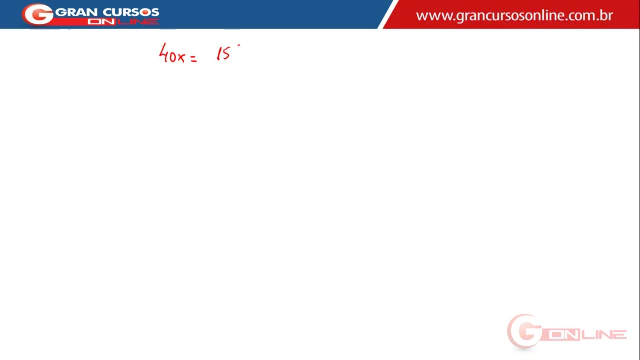 GRAN CURSOS
ONLINE
www.grancursosonline.com.br
40x = 15
G ONLINE